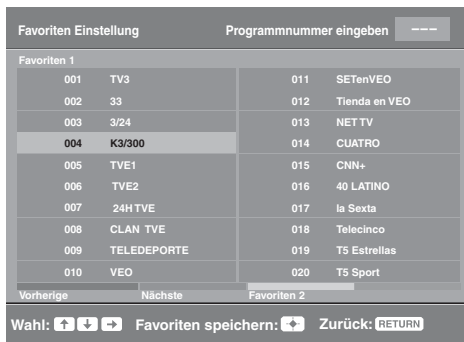 Favoriten Einstellung Programmnummer eingeben ---
Favoriten 1
001 TV3 011 SETenVEO
002 33 012 Tienda en VEO
003 3/24 013 NET TV
004 K3/300 014 CUATRO
005 TVE1 015 CNN+
006 TVE2 016 40 LATINO
007 24H TVE 017 la Sexta
008 CLAN TVE 018 Telecinco
009 TELEDEPORTE 019 T5 Estrellas
010 VEO 020 T5 Sport
Vorherige Nächste Favoriten 2
Wahl: ↑ ↓ → Favoriten speichern: Zurück: RETURN